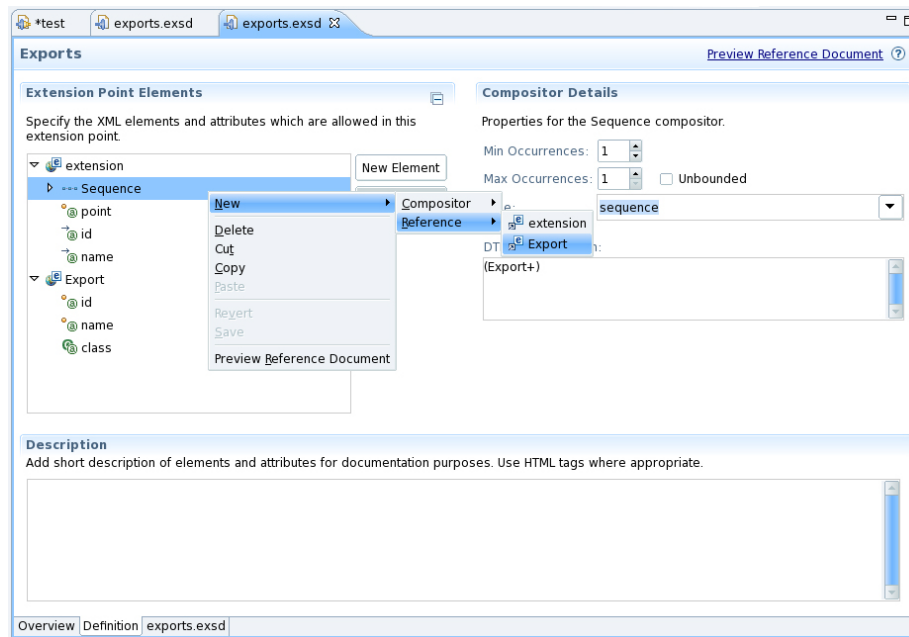 *test
exports.exsd
exports.exsd
Exports
Preview Reference Document
Extension Point Elements
Specify the XML elements and attributes which are allowed in this
extension point.
extension
Sequence
point
id
name
Export
id
name
class
New Element
New
Delete
Cut
Copy
Paste
Revert
Save
Preview Reference Document
Compositor
Reference
extension
Export
Compositor Details
Properties for the Sequence compositor.
Min Occurrences: 1
Max Occurrences: 1 Unbounded
sequence
(Export+)
Description
Add short description of elements and attributes for documentation purposes. Use HTML tags where appropriate.
Overview Definition exports.exsd